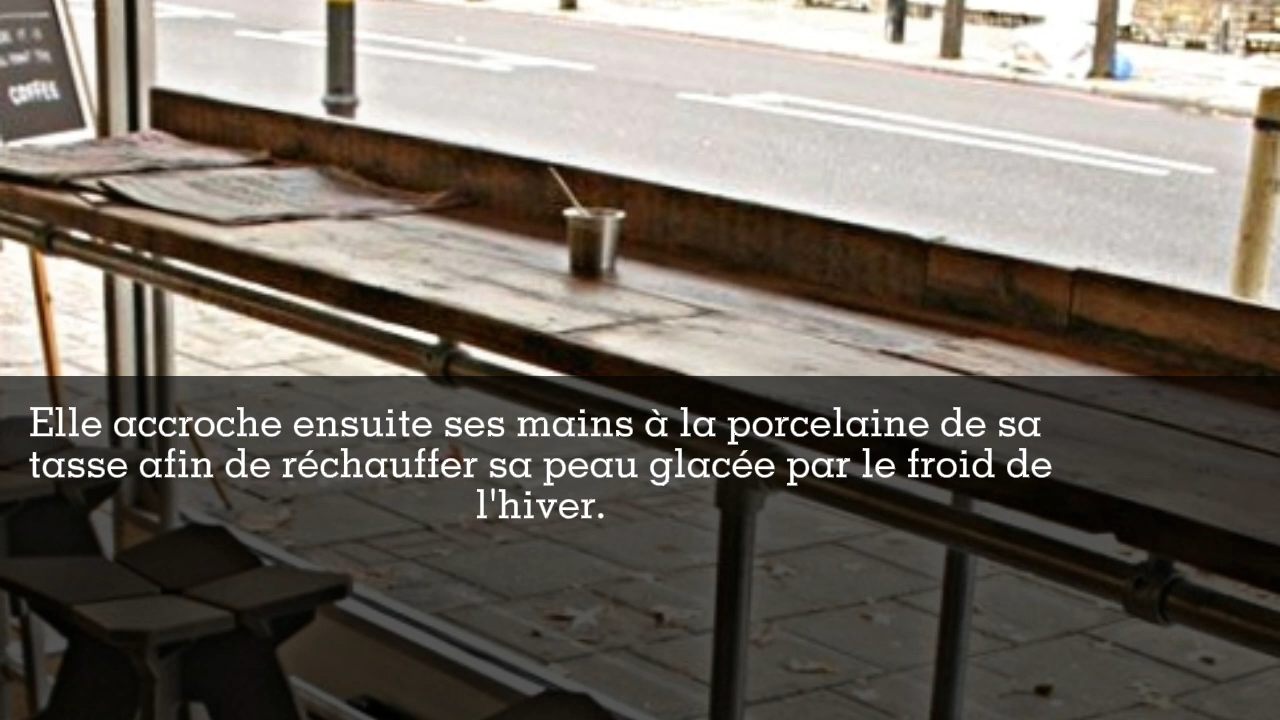 COFFEE
Elle accroche ensuite ses mains à la porcelaine de sa
tasse afin de réchauffer sa peau glacée par le froid de
l'hiver.